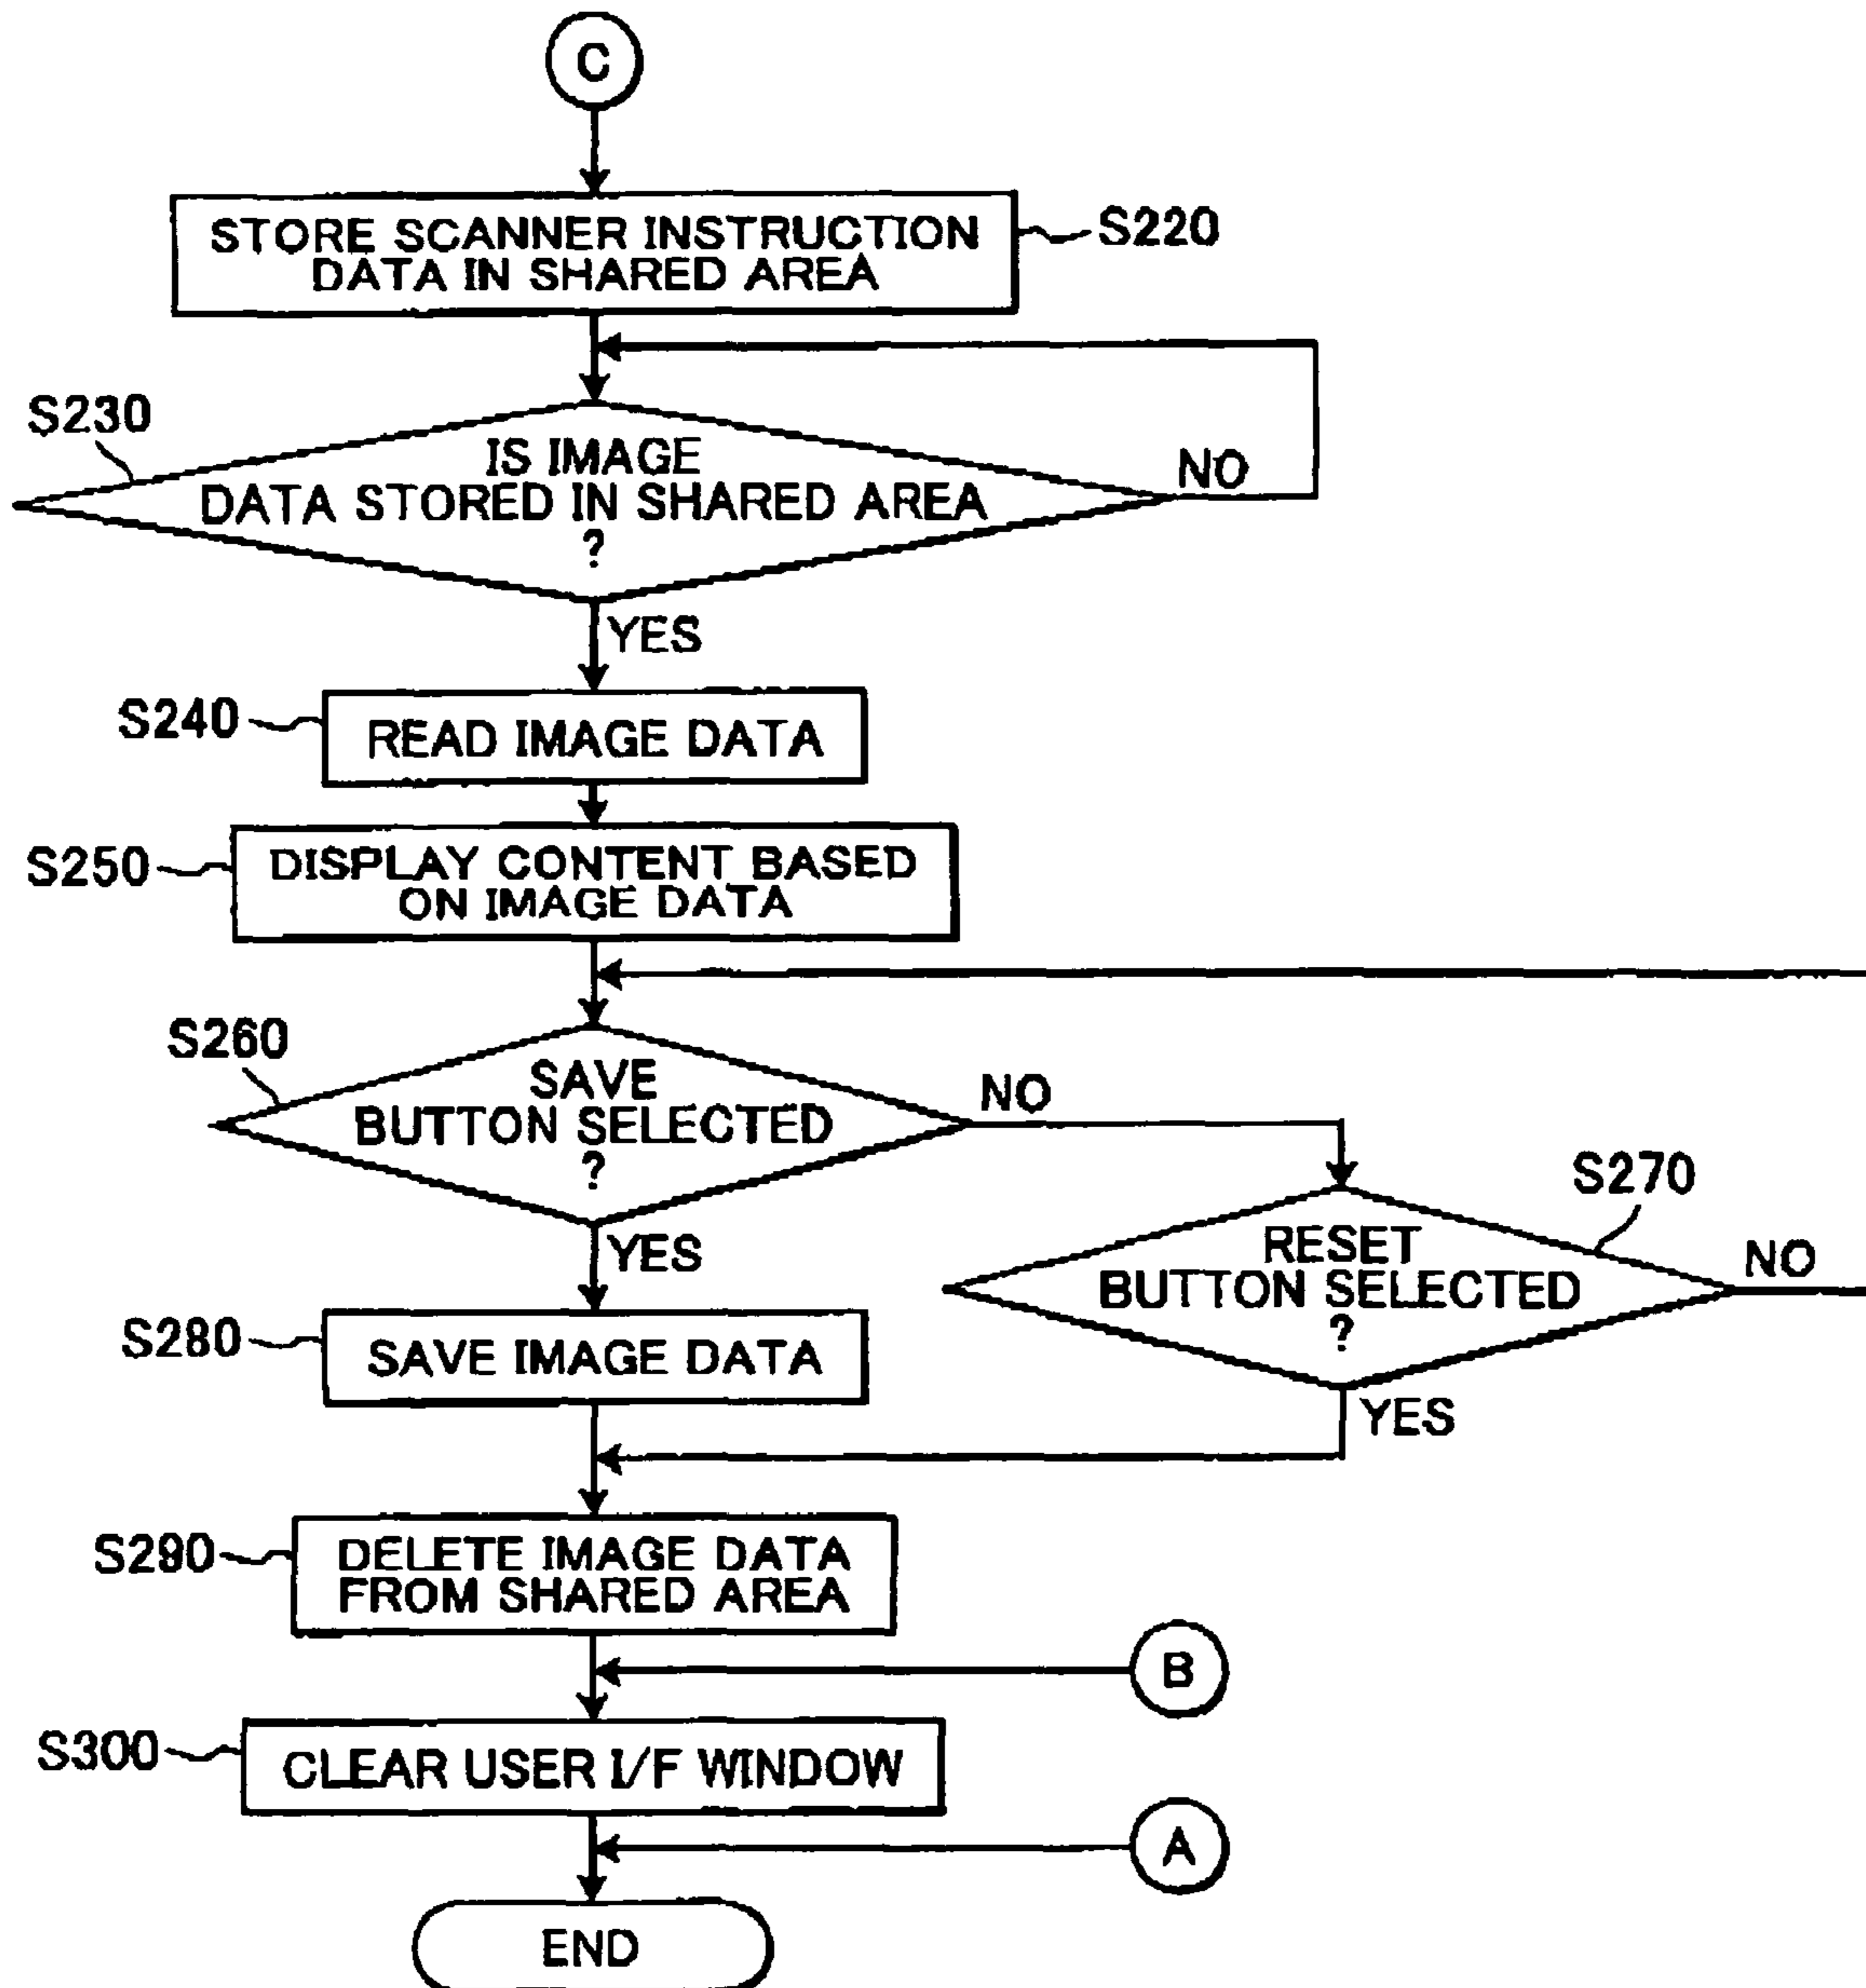 C
STORE SCANNER INSTRUCTION
DATA IN SHARED AREA
S220
S230
IS IMAGE
DATA STORED IN SHARED AREA
?
NO
YES
S240
READ IMAGE DATA
S250
DISPLAY CONTENT BASED
ON IMAGE DATA
S260
SAVE
BUTTON SELECTED
?
NO
YES
S270
RESET
BUTTON SELECTED
?
NO
YES
S280
SAVE IMAGE DATA
S290
DELETE IMAGE DATA
FROM SHARED AREA
B
S300
CLEAR USER I/F WINDOW
A
END